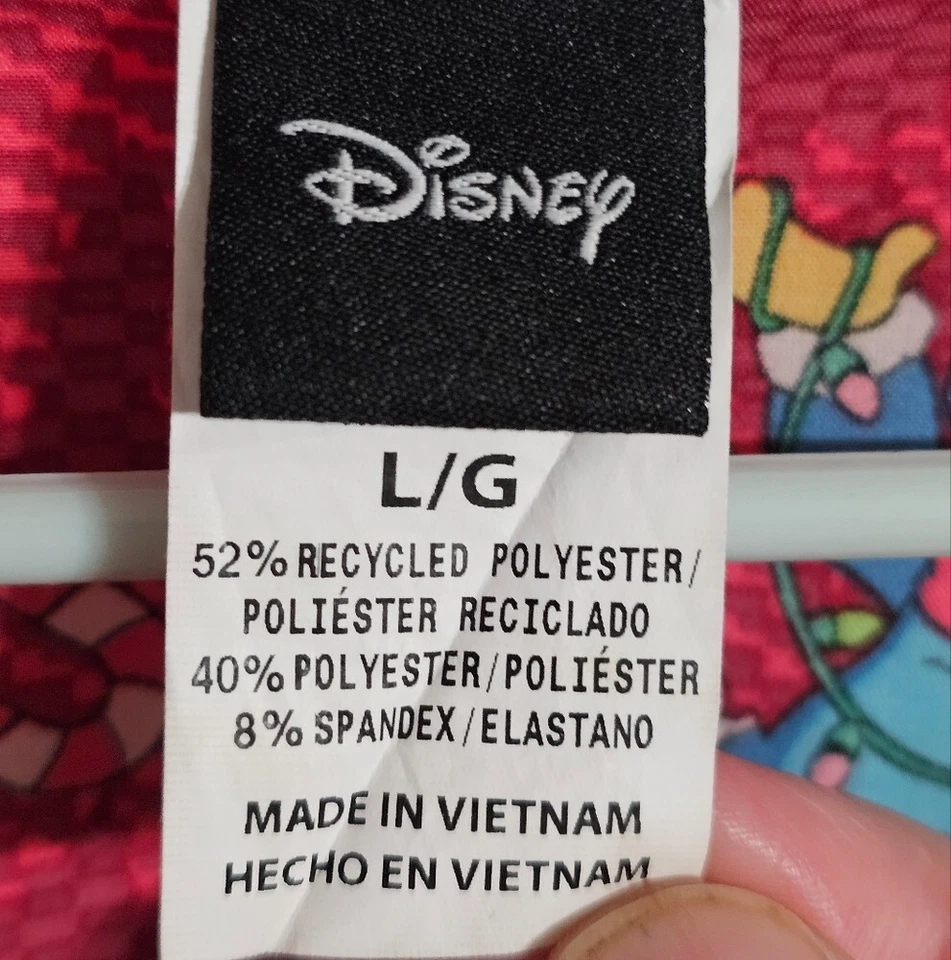 Disney
L/G
52% RECYCLED POLYESTER/
POLIÉSTER RECICLADO
40% POLYESTER/POLIÉSTER
8% SPANDEX/ELASTANO
MADE IN VIETNAM
HECHO EN VIETNAM